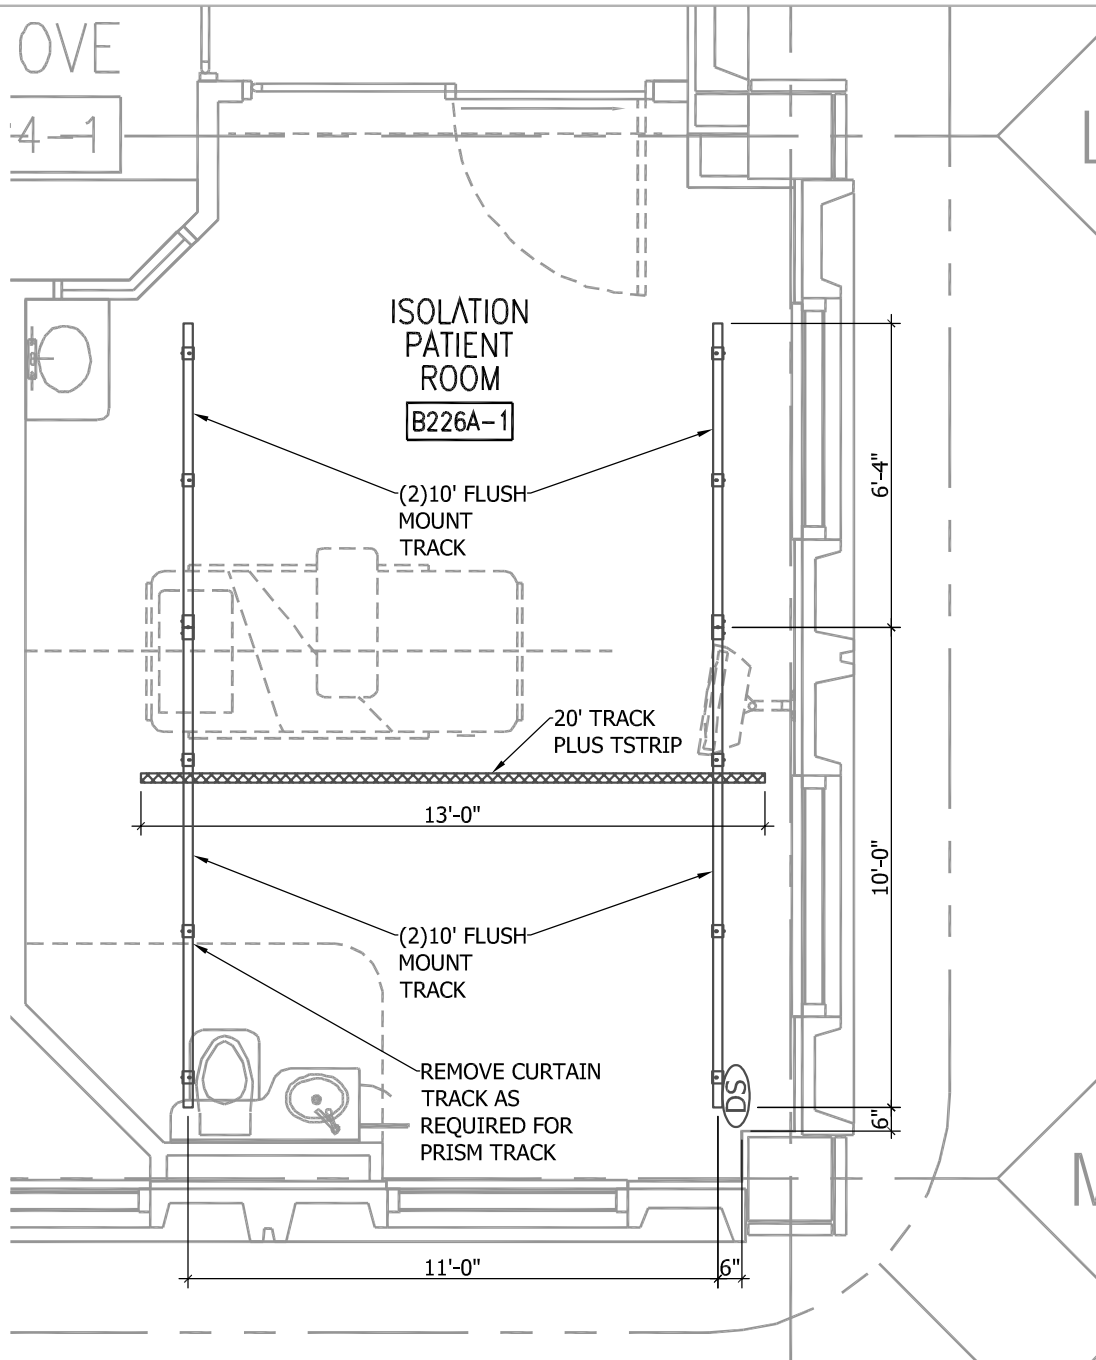 OVE
4-1
ISOLATION
PATIENT
ROOM
B226A-1
(2)10' FLUSH
MOUNT
TRACK
6'-4"
20' TRACK
PLUS TSTRIP
13'-0"
10'-0"
(2)10' FLUSH
MOUNT
TRACK
REMOVE CURTAIN
TRACK AS
REQUIRED FOR
PRISM TRACK
DS
6"
11'-0"
6"